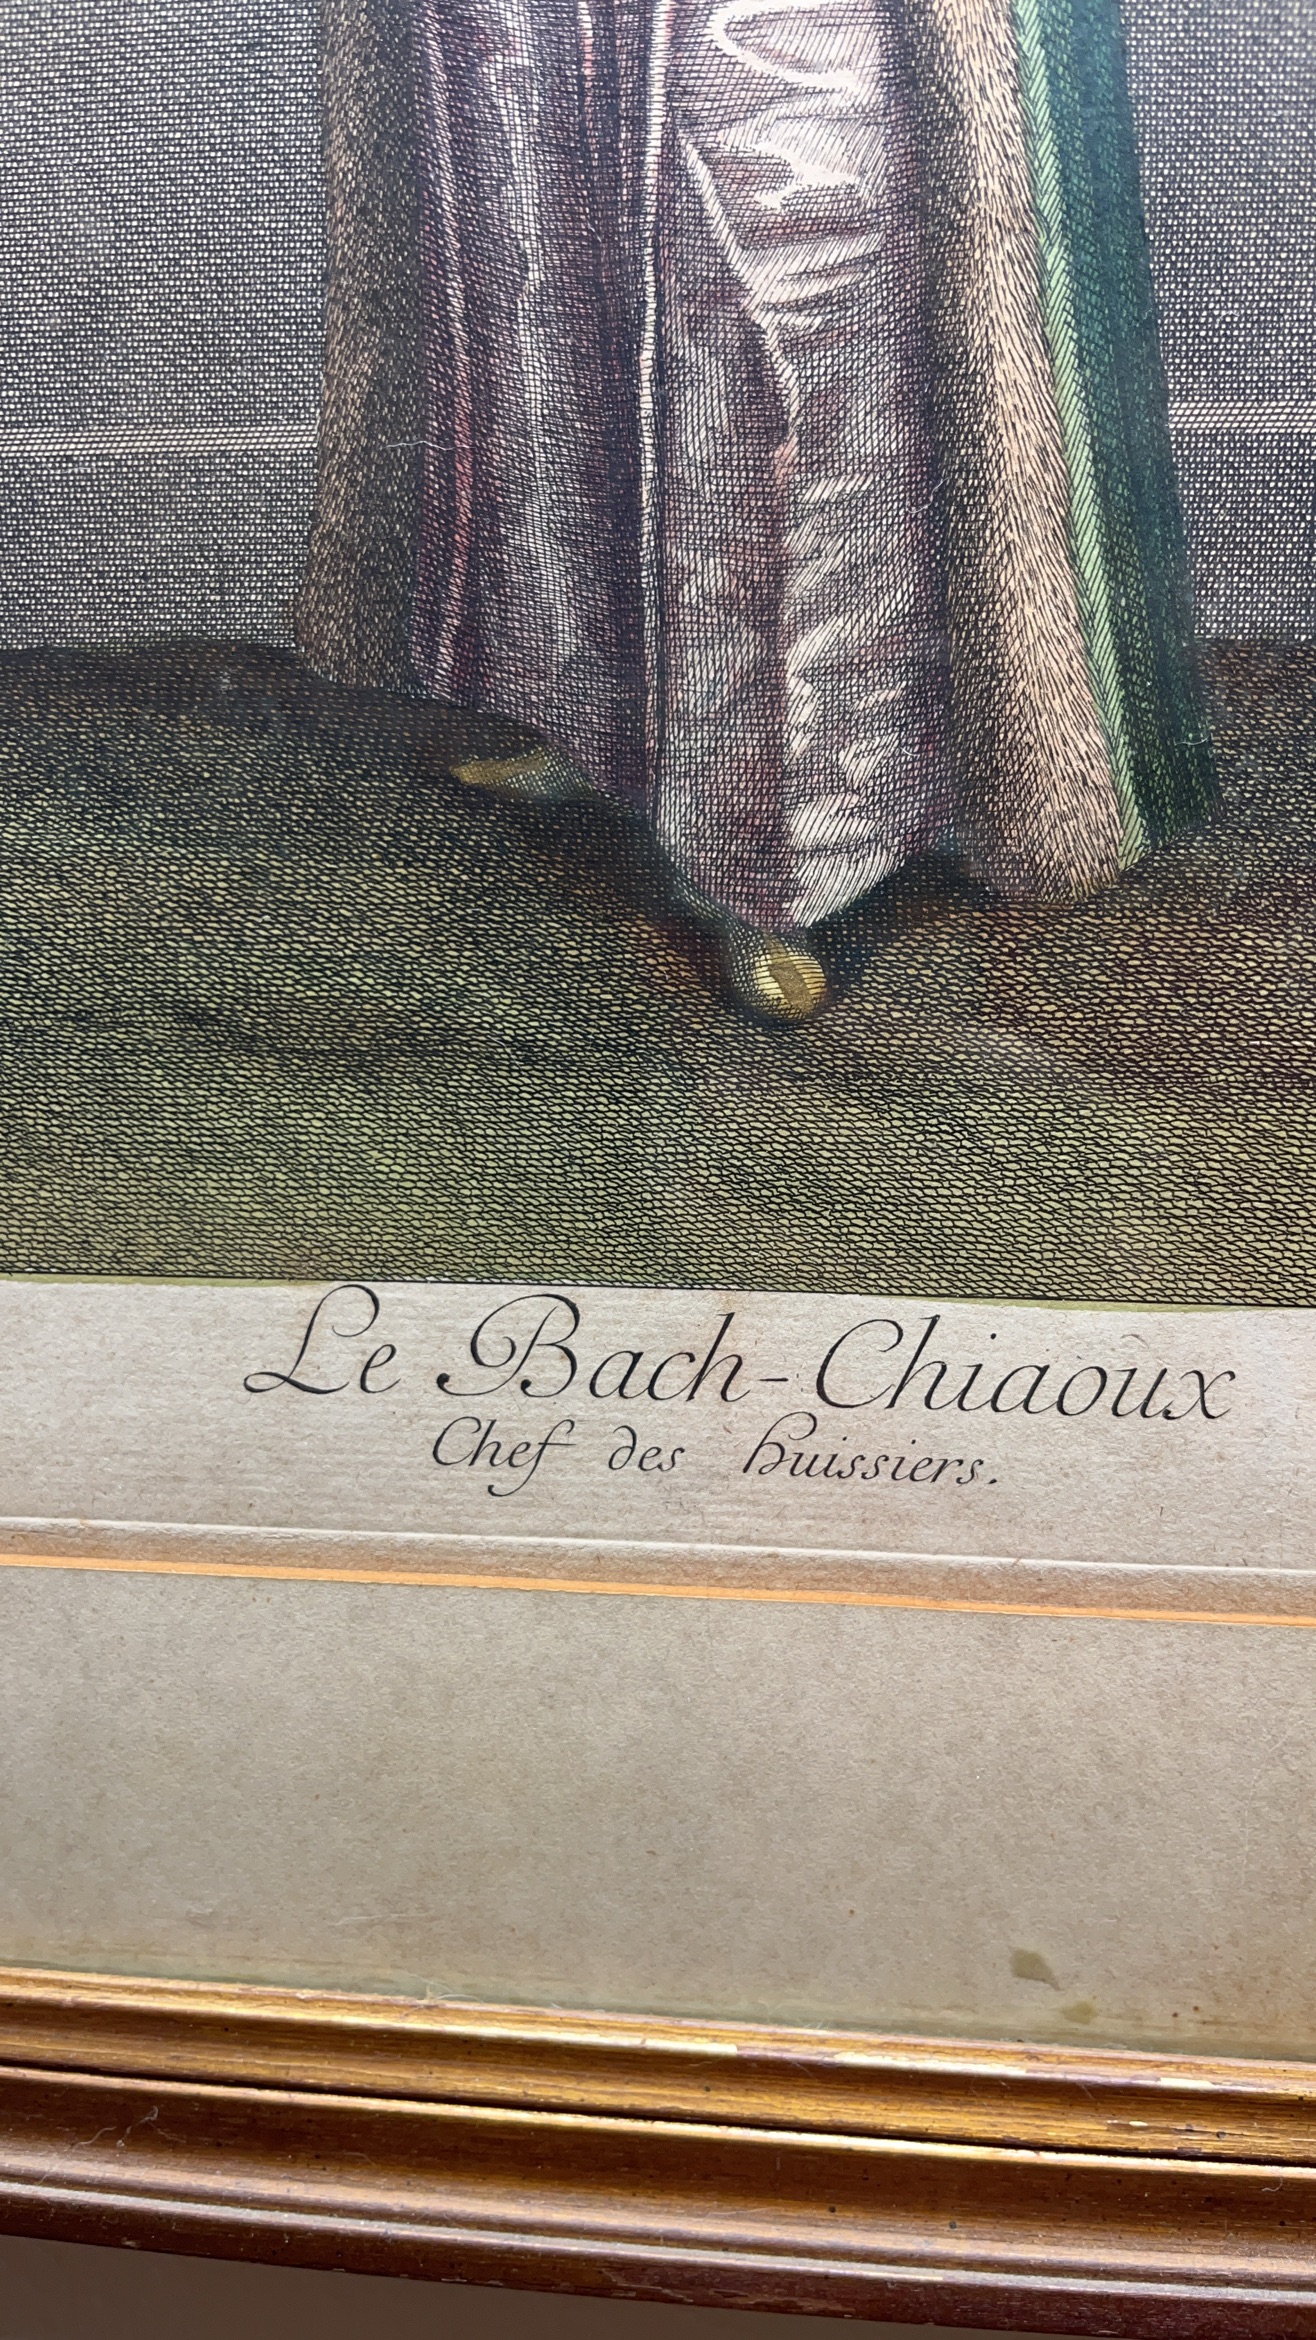 Le Bach-Chiaoux
Chef des huissiers.